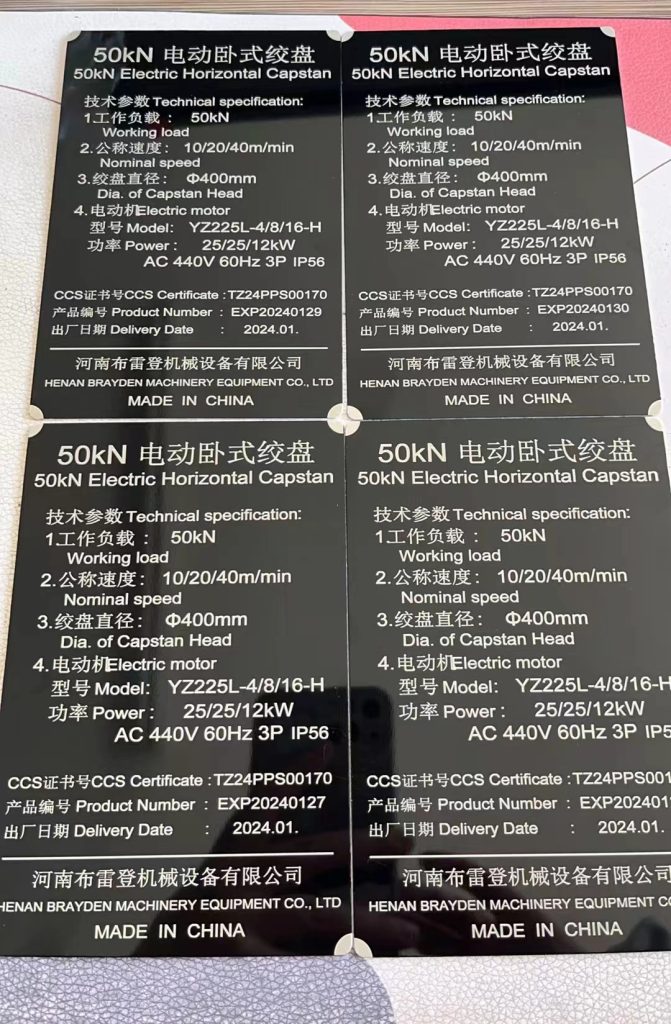 50kN 电动卧式绞盘
50kN Electric Horizontal Capstan
技术参数 Technical specification:
1.工作负载： 50kN
Working load
2.公称速度： 10/20/40m/min
Nominal speed
3.绞盘直径： Φ400mm
Dia. of Capstan Head
4.电动机Electric motor
型号 Model: YZ225L-4/8/16-H
功率 Power : 25/25/12kW
AC 440V 60Hz 3P IP56
CCS证书号CCS Certificate :TZ24PPS00170
产品编号 Product Number : EXP20240129
出厂日期 Delivery Date : 2024.01.
河南布雷登机械设备有限公司
HENAN BRAYDEN MACHINERY EQUIPMENT CO., LTD
MADE IN CHINA
50kN 电动卧式绞盘
50kN Electric Horizontal Capstan
技术参数 Technical specification:
1.工作负载： 50kN
Working load
2.公称速度： 10/20/40m/min
Nominal speed
3.绞盘直径： Φ400mm
Dia. of Capstan Head
4.电动机Electric motor
型号 Model: YZ225L-4/8/16-H
功率 Power : 25/25/12kW
AC 440V 60Hz 3P IP56
CCS证书号CCS Certificate :TZ24PPS00170
产品编号 Product Number : EXP20240130
出厂日期 Delivery Date : 2024.01.
河南布雷登机械设备有限公司
HENAN BRAYDEN MACHINERY EQUIPMENT CO., LTD
MADE IN CHINA
50kN 电动卧式绞盘
50kN Electric Horizontal Capstan
技术参数 Technical specification:
1.工作负载： 50kN
Working load
2.公称速度： 10/20/40m/min
Nominal speed
3.绞盘直径： Φ400mm
Dia. of Capstan Head
4.电动机Electric motor
型号 Model: YZ225L-4/8/16-H
功率 Power : 25/25/12kW
AC 440V 60Hz 3P IP56
CCS证书号CCS Certificate :TZ24PPS00170
产品编号 Product Number : EXP20240127
出厂日期 Delivery Date : 2024.01.
河南布雷登机械设备有限公司
HENAN BRAYDEN MACHINERY EQUIPMENT CO., LTD
MADE IN CHINA
50kN 电动卧式绞盘
50kN Electric Horizontal Capstan
技术参数 Technical specification:
1.工作负载： 50kN
Working load
2.公称速度： 10/20/40m/min
Nominal speed
3.绞盘直径： Φ400mm
Dia. of Capstan Head
4.电动机Electric motor
型号 Model: YZ225L-4/8/16-H
功率 Power : 25/25/12kW
AC 440V 60Hz 3P IP56
CCS证书号CCS Certificate :
产品编号 Product Number :
出厂日期 Delivery Date : 2024.01.
河南布雷登机械设备有限公司
HENAN BRAYDEN MACHINERY EQUIPMENT
MADE IN CHINA